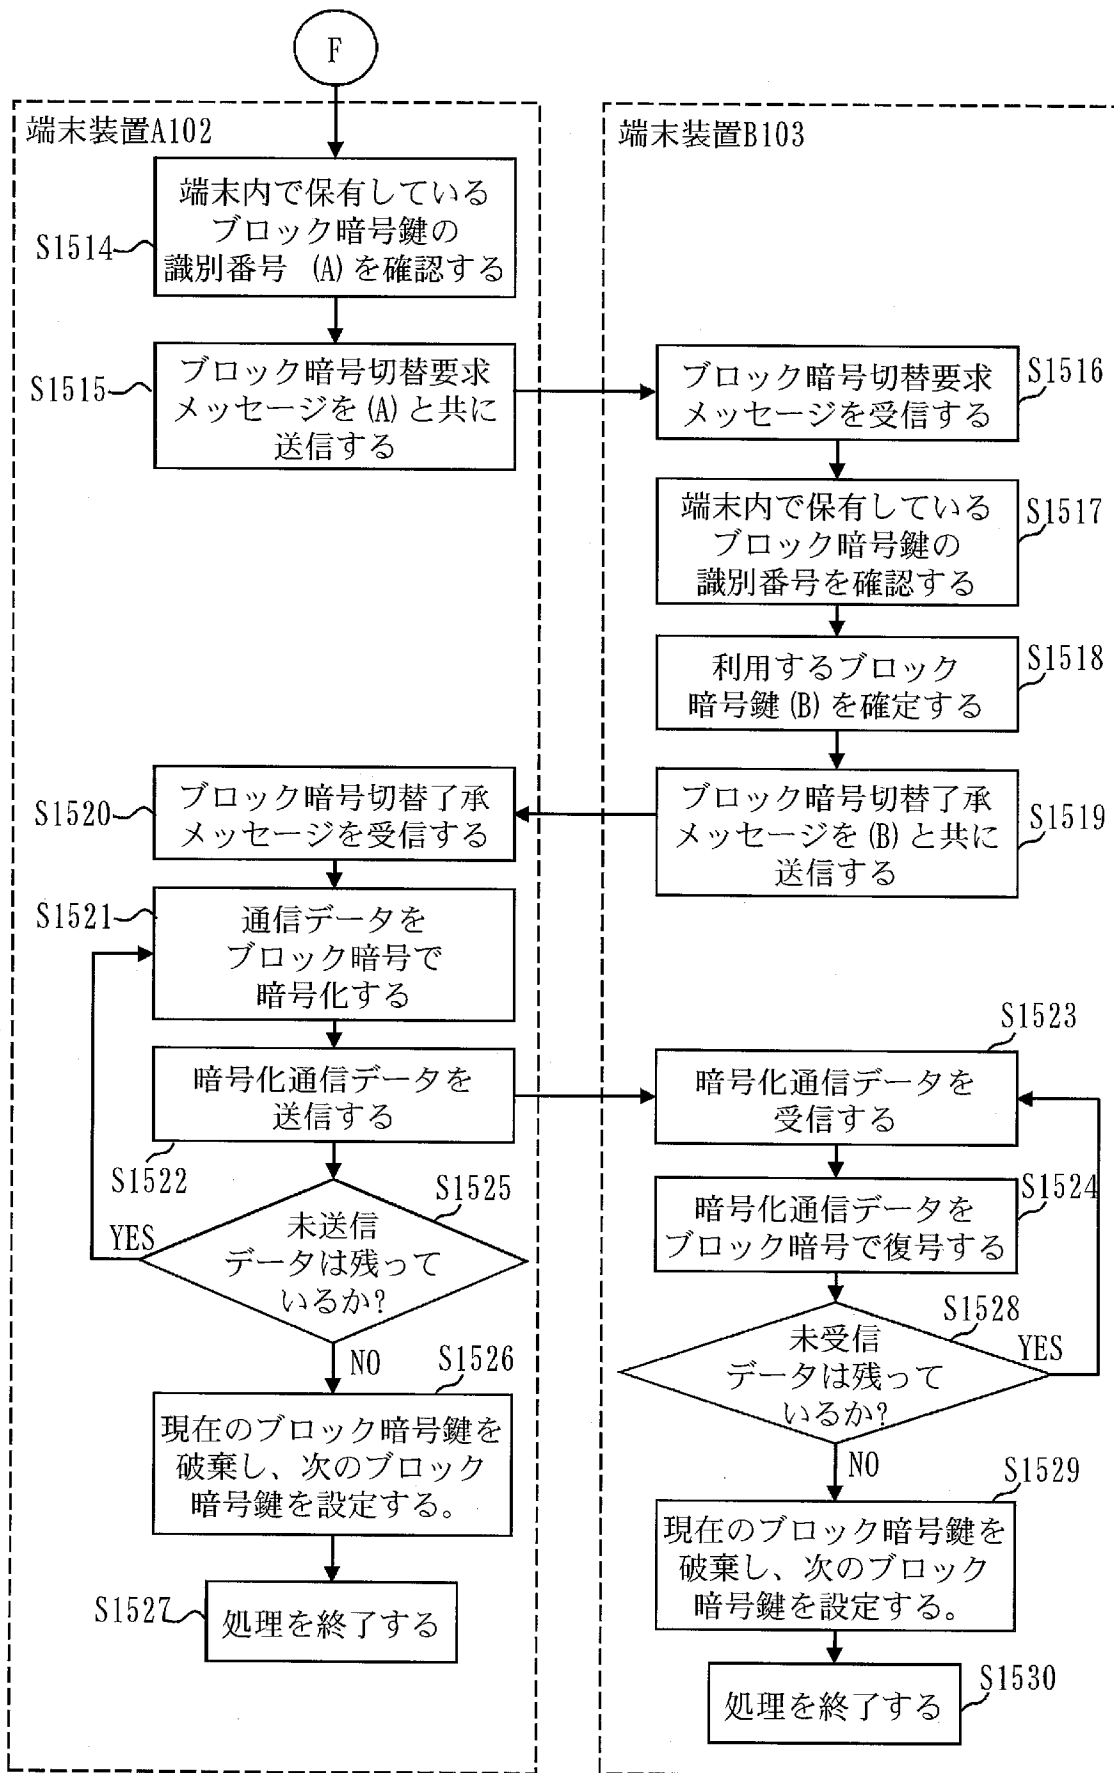 F
端末装置A102
端末内で保有している
ブロック暗号鍵の
識別番号 (A)を確認する
S1514
ブロック暗号切替要求
メッセージを(A)と共に
送信する
S1515
端末装置B103
ブロック暗号切替要求
メッセージを受信する
S1516
端末内で保有している
ブロック暗号鍵の
識別番号を確認する
S1517
利用するブロック
暗号鍵(B)を確定する
S1518
ブロック暗号切替了承
メッセージを(B)と共に
送信する
S1519
ブロック暗号切替了承
メッセージを受信する
S1520
通信データを
ブロック暗号で
暗号化する
S1521
暗号化通信データを
送信する
S1522
S1523
暗号化通信データを
受信する
S1524
暗号化通信データを
ブロック暗号で復号する
S1525
YES
未送信
データは残って
いるか?
NO
S1526
現在のブロック暗号鍵を
破棄し、次のブロック
暗号鍵を設定する。
S1527
処理を終了する
S1528
YES
未受信
データは残って
いるか?
NO
S1529
現在のブロック暗号鍵を
破棄し、次のブロック
暗号鍵を設定する。
S1530
処理を終了する